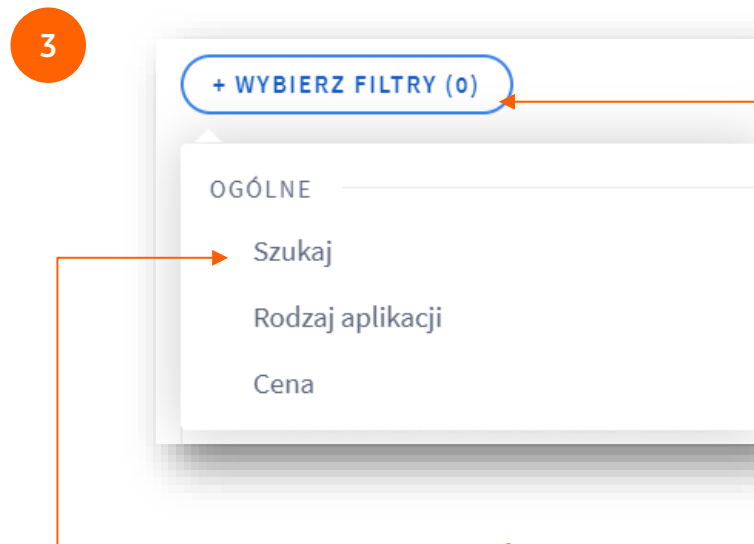 3
+ WYBIERZ FILTRY (0)
OGÓLNE
Szukaj
Rodzaj aplikacji
Cena